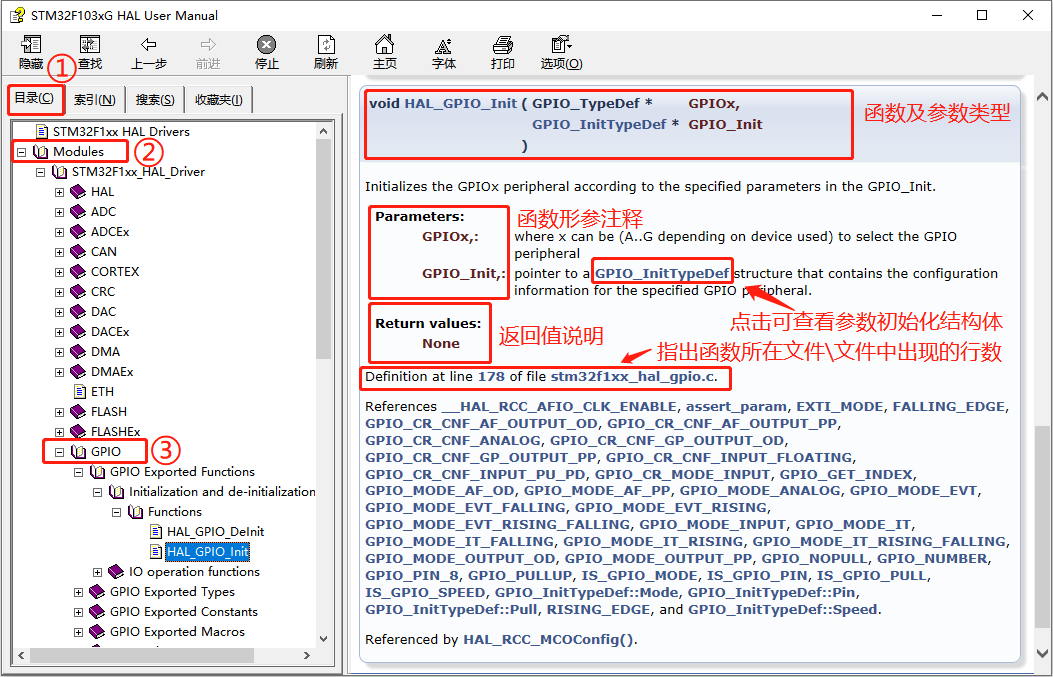 STM32F103xG HAL User Manual
隐藏 查找 上一步 前进 停止 刷新 主页 字体 打印 选项(O)
①
目录(C) 索引(N) 搜索(S) 收藏夹(I)
STM32F1xx HAL Drivers
Modules ②
STM32F1xx_HAL_Driver
HAL
ADC
ADCEx
CAN
CORTEX
CRC
DAC
DACEx
DMA
DMAEx
ETH
FLASH
FLASHEx
GPIO ③
GPIO Exported Functions
Initialization and de-initialization
Functions
HAL_GPIO_DeInit
HAL_GPIO_Init
IO operation functions
GPIO Exported Types
GPIO Exported Constants
GPIO Exported Macros
void HAL_GPIO_Init ( GPIO_TypeDef * GPIOx,
GPIO_InitTypeDef * GPIO_Init
)
函数及参数类型
Initializes the GPIOx peripheral according to the specified parameters in the GPIO_Init.
Parameters: 函数形参注释
GPIOx,: where x can be (A..G depending on device used) to select the GPIO
peripheral
GPIO_Init,: pointer to a GPIO_InitTypeDef structure that contains the configuration
information for the specified GPIO peripheral.
点击可查看参数初始化结构体
Return values:
None
返回值说明
指出函数所在文件\文件中出现的行数
Definition at line 178 of file stm32f1xx_hal_gpio.c.
References __HAL_RCC_AFIO_CLK_ENABLE, assert_param, EXTI_MODE, FALLING_EDGE,
GPIO_CR_CNF_AF_OUTPUT_OD, GPIO_CR_CNF_AF_OUTPUT_PP,
GPIO_CR_CNF_ANALOG, GPIO_CR_CNF_GP_OUTPUT_OD,
GPIO_CR_CNF_GP_OUTPUT_PP, GPIO_CR_CNF_INPUT_FLOATING,
GPIO_CR_CNF_INPUT_PU_PD, GPIO_CR_MODE_INPUT, GPIO_GET_INDEX,
GPIO_MODE_AF_OD, GPIO_MODE_AF_PP, GPIO_MODE_ANALOG, GPIO_MODE_EVT,
GPIO_MODE_EVT_FALLING, GPIO_MODE_EVT_RISING,
GPIO_MODE_EVT_RISING_FALLING, GPIO_MODE_INPUT, GPIO_MODE_IT,
GPIO_MODE_IT_FALLING, GPIO_MODE_IT_RISING, GPIO_MODE_IT_RISING_FALLING,
GPIO_MODE_OUTPUT_OD, GPIO_MODE_OUTPUT_PP, GPIO_NOPULL, GPIO_NUMBER,
GPIO_PIN_8, GPIO_PULLUP, IS_GPIO_MODE, IS_GPIO_PIN, IS_GPIO_PULL,
IS_GPIO_SPEED, GPIO_InitTypeDef::Mode, GPIO_InitTypeDef::Pin,
GPIO_InitTypeDef::Pull, RISING_EDGE, and GPIO_InitTypeDef::Speed.
Referenced by HAL_RCC_MCOConfig().